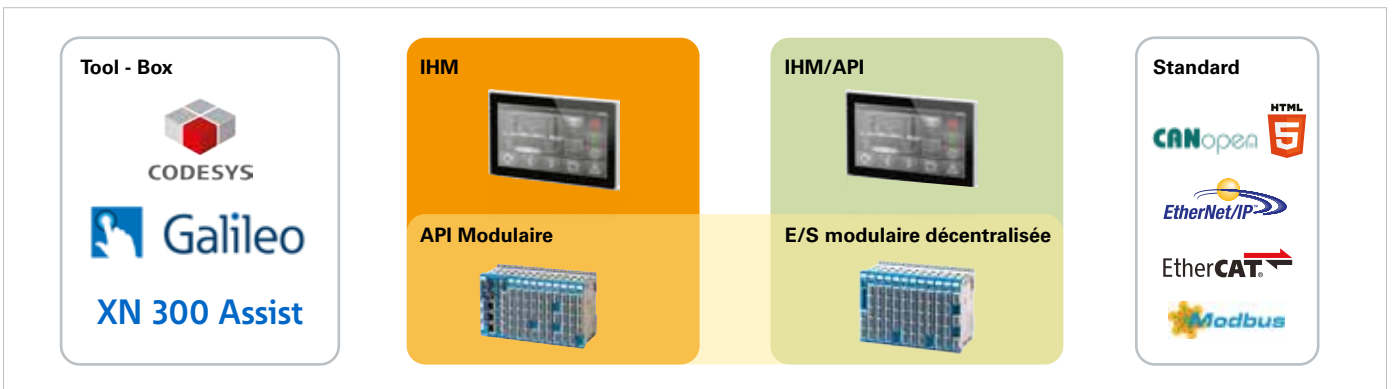 Tool - Box
CODESYS
Galileo
XN 300 Assist
IHM
API Modulaire
IHM/API
E/S modulaire décentralisée
Standard
HTML
5
CANopen
EtherNet/IP
EtherCAT
Modbus